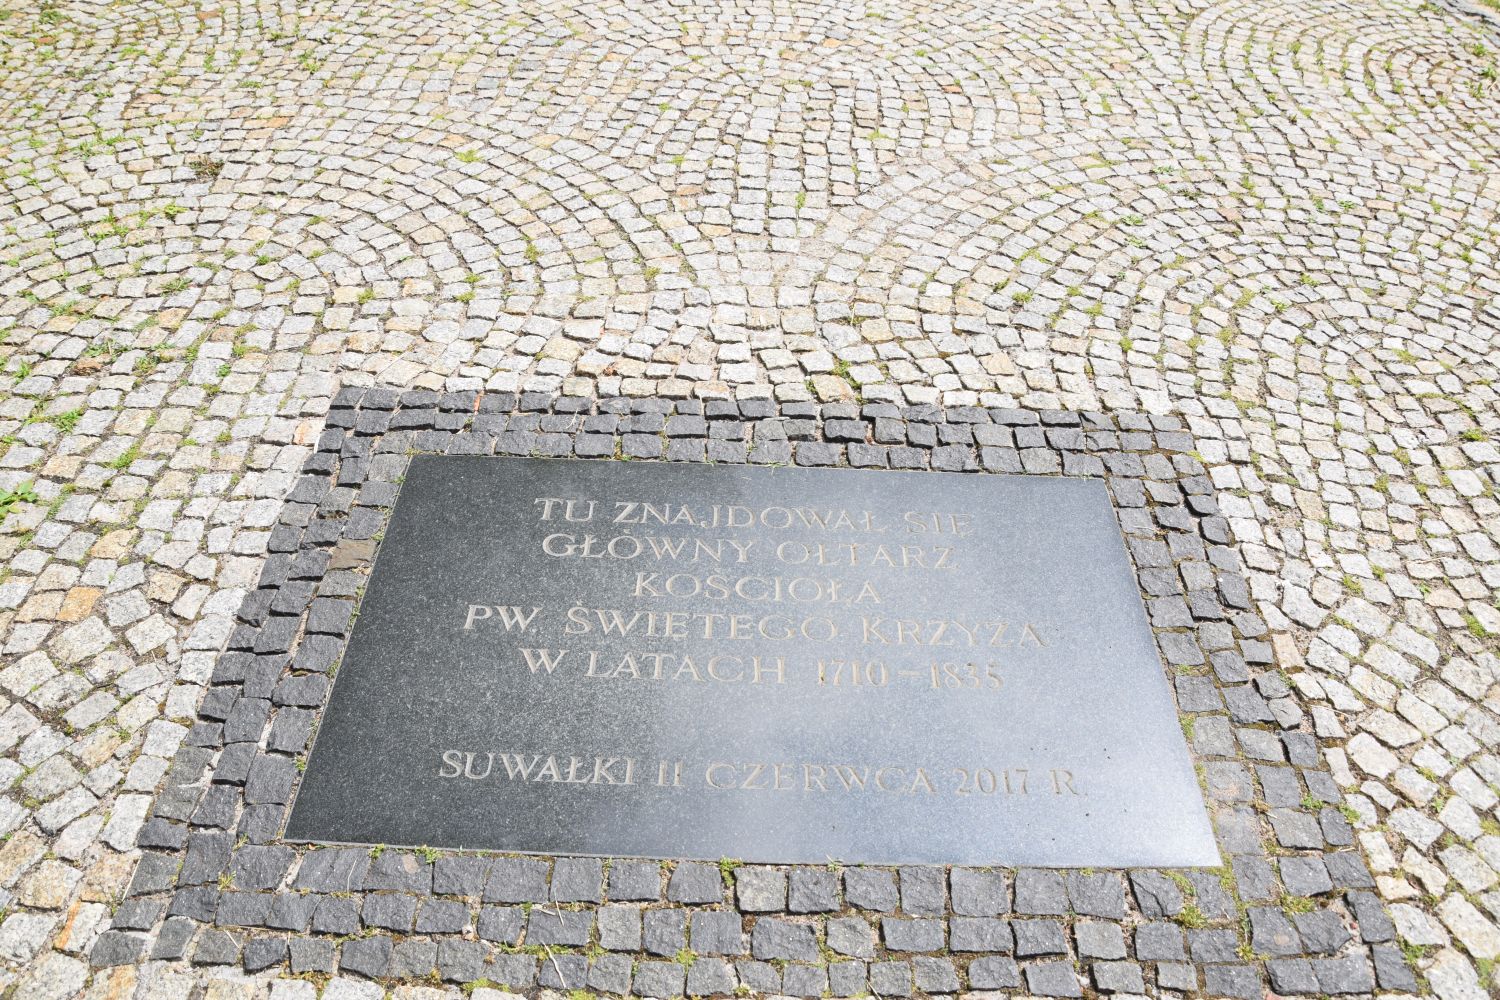 TU ZNAJDOWAŁ SIĘ
GŁÓWNY OŁTARZ
KOŚCIOŁA
PW. ŚWIĘTEGO KRZYŻA
W LATACH 1710-1835
SUWAŁKI 11 CZERWCA 2017 R.